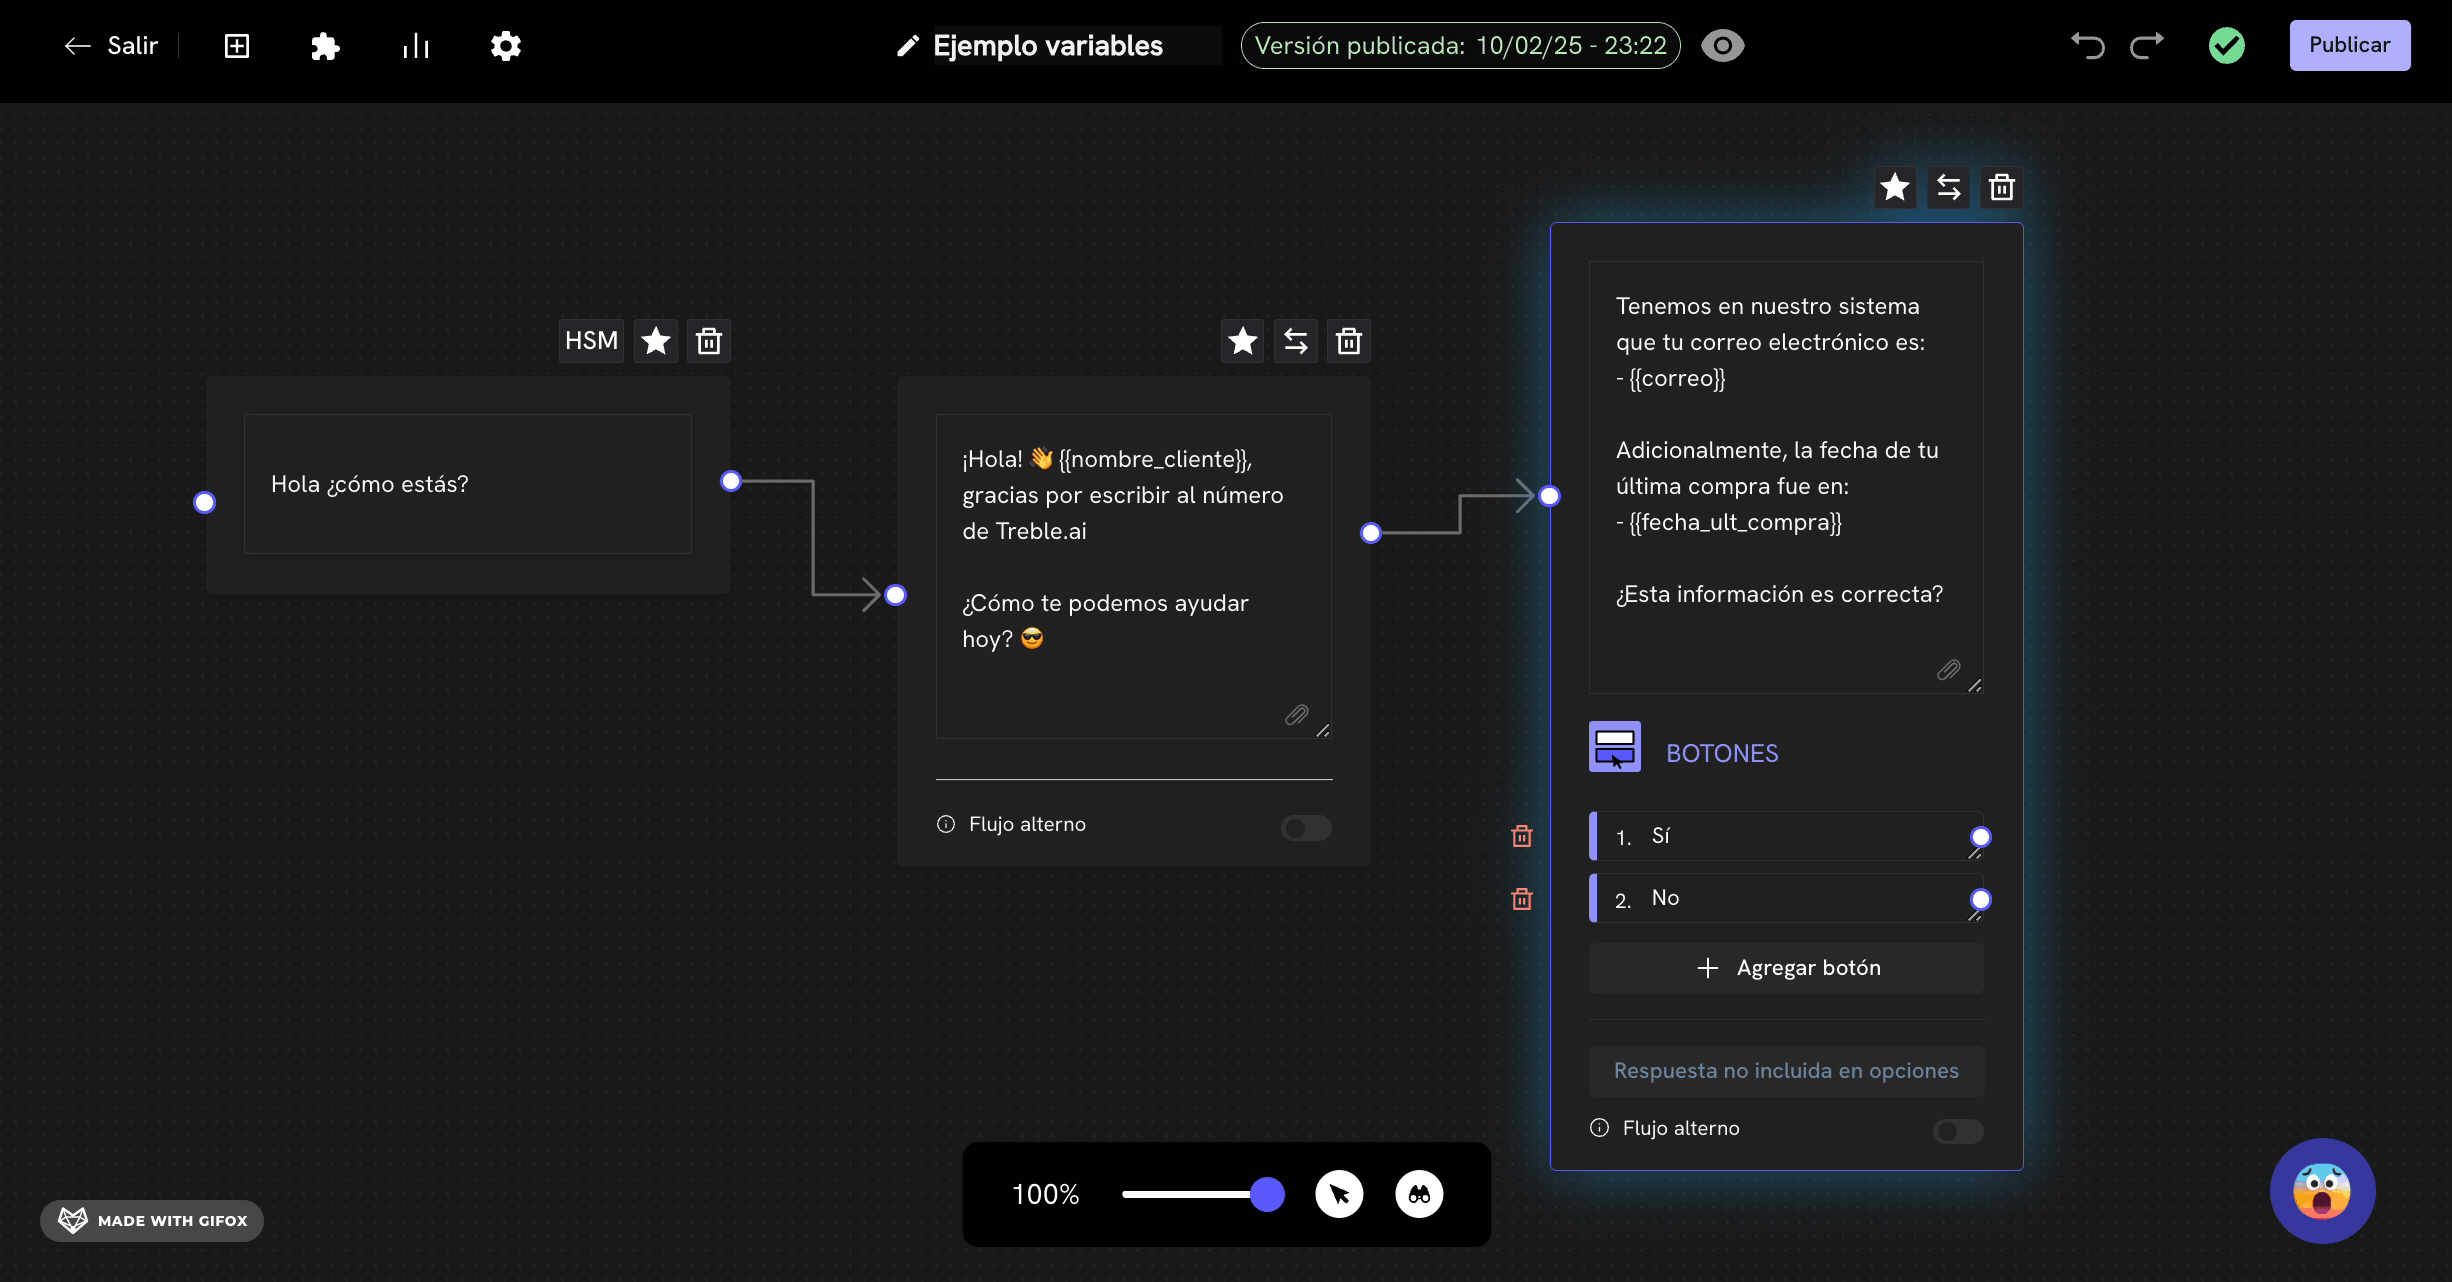 Salir
Ejemplo variables
Versión publicada: 10/02/25 - 23:22
Publicar
HSM
Hola ¿cómo estás?
¡Hola! 👋 {{nombre_cliente}},
gracias por escribir al número
de Treble.ai
¿Cómo te podemos ayudar
hoy? 😎
Flujo alterno
Tenemos en nuestro sistema
que tu correo electrónico es:
- {{correo}}
Adicionalmente, la fecha de tu
última compra fue en:
- {{fecha_ult_compra}}
¿Esta información es correcta?
BOTONES
1. Sí
2. No
Agregar botón
Respuesta no incluida en opciones
Flujo alterno
100%
MADE WITH GIFOX